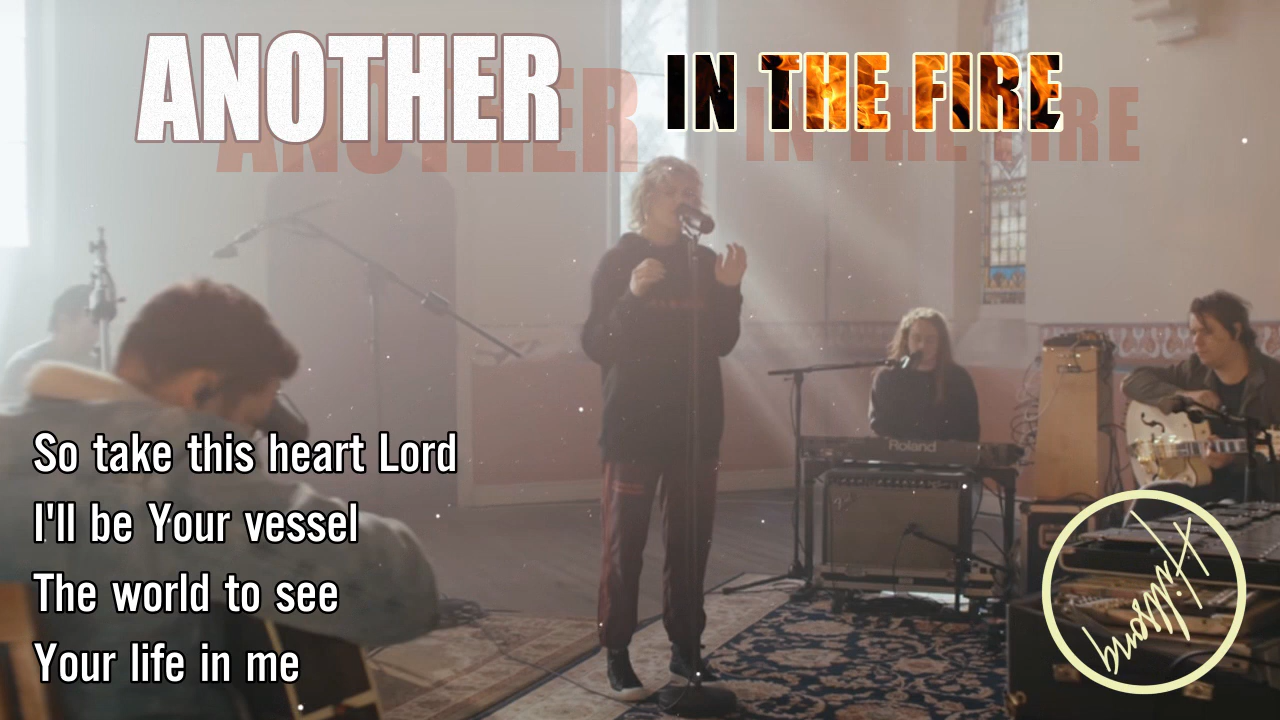 ANOTHER IN THE FIRE
Roland
So take this heart Lord
I'll be Your vessel
The world to see
Your life in me
Hillsong